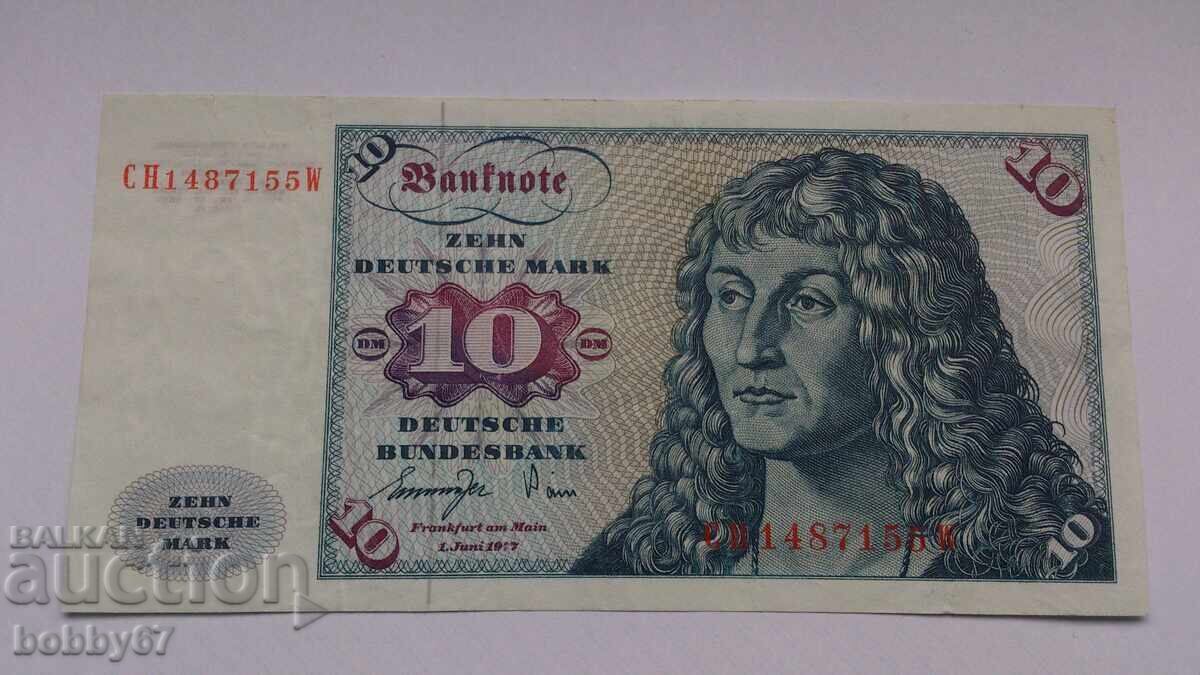 CH1487155W
10
Banknote
10
ZEHN
DEUTSCHE MARK
DM
10
DM
DEUTSCHE
BUNDESBANK
10
Frankfurt am Main
1. Juni 1977
ZEHN
DEUTSCHE
MARK
CH1487155W
10
BALKAN
auction
bobby67